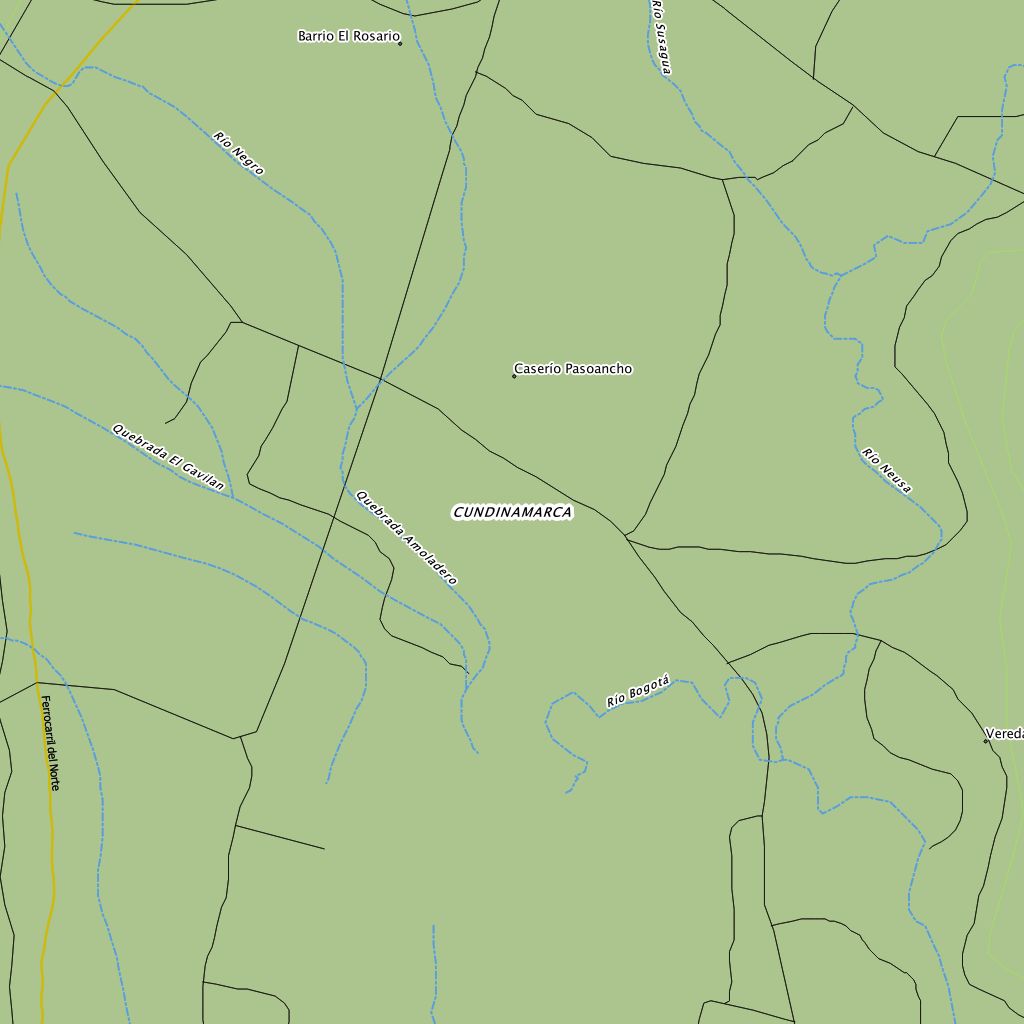 Barrio El Rosario
Río Susagua
Río Negro
Caserío Pasoancho
Quebrada El Gavilan
Río Neusa
Quebrada Amoladero
CUNDINAMARCA
Río Bogotá
Ferrocarril del Norte
Vereda